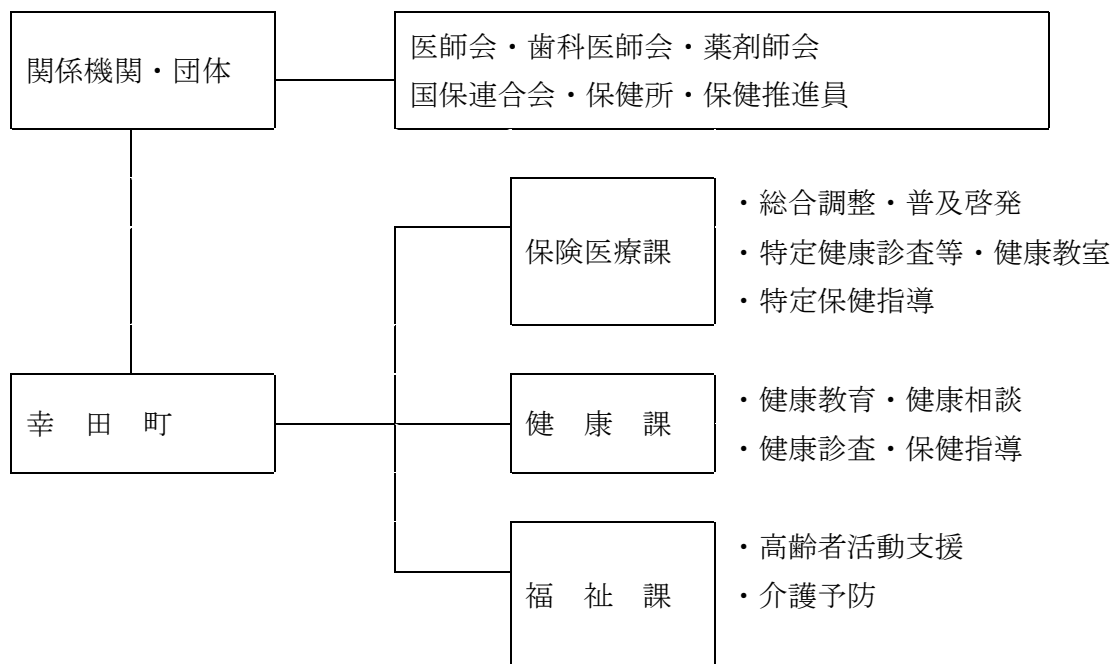 関係機関・団体
医師会・歯科医師会・薬剤師会
国保連合会・保健所・保健推進員
保険医療課
・総合調整・普及啓発
・特定健康診査等・健康教室
・特定保健指導
幸　田　町
健　康　課
・健康教育・健康相談
・健康診査・保健指導
福　祉　課
・高齢者活動支援
・介護予防